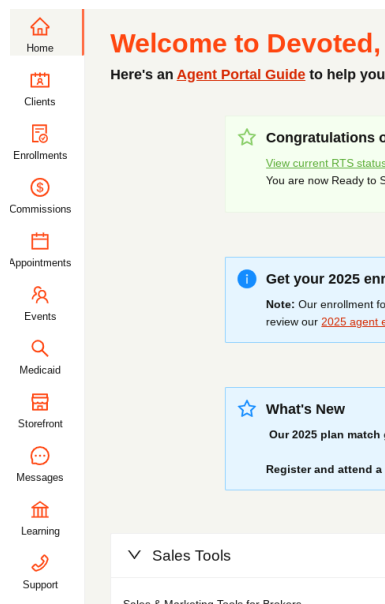 Home
Clients
Enrollments
Commissions
Appointments
Events
Medicaid
Storefront
Messages
Learning
Support
Welcome to Devoted,
Here's an Agent Portal Guide to help you
Congratulations o
View current RTS status
You are now Ready to S
Get your 2025 enr
Note: Our enrollment fo
review our 2025 agent e
What's New
Our 2025 plan match g
Register and attend a
Sales Tools
Sales & Marketing Tools for Brokers